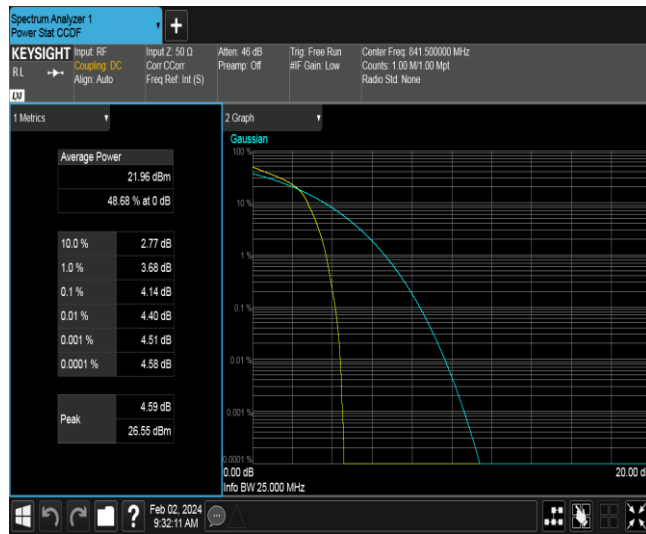 Spectrum Analyzer 1
Power Stat CCDF
+
KEYSIGHT
RL
LXI
Input: RF
Coupling: DC
Align: Auto
Input Z: 50 Ω
Corr CCorr
Freq Ref: Int (S)
Atten: 46 dB
Preamp: Off
Trig: Free Run
#IF Gain: Low
Center Freq: 841.500000 MHz
Counts: 1.00 M/1.00 Mpt
Radio Std: None
1 Metrics
Average Power
21.96 dBm
48.68 % at 0 dB
10.0 % 2.77 dB
1.0 % 3.68 dB
0.1 % 4.14 dB
0.01 % 4.40 dB
0.001 % 4.51 dB
0.0001 % 4.58 dB
Peak
4.59 dB
26.55 dBm
2 Graph
Gaussian
100 %
10 %
1 %
0.1 %
0.01 %
0.001 %
0.0001 %
0.00 dB
20.00 d
Info BW 25.000 MHz
?
Feb 02, 2024
9:32:11 AM